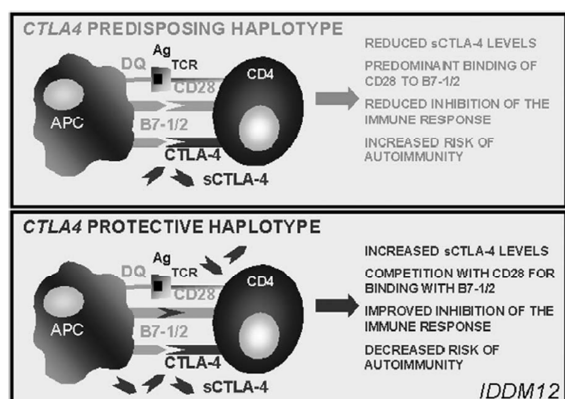 CTLA4 PREDISPOSING HAPLOTYPE
Ag
DQ
TCR
CD28
CD4
APC
B7-1/2
CTLA-4
sCTLA-4
REDUCED sCTLA-4 LEVELS
PREDOMINANT BINDING OF
CD28 TO B7-1/2
REDUCED INHIBITION OF THE
IMMUNE RESPONSE
INCREASED RISK OF
AUTOIMMUNITY
CTLA4 PROTECTIVE HAPLOTYPE
Ag
DQ
TCR
CD28
CD4
APC
B7-1/2
CTLA-4
sCTLA-4
INCREASED sCTLA-4 LEVELS
COMPETITION WITH CD28 FOR
BINDING WITH B7-1/2
IMPROVED INHIBITION OF THE
IMMUNE RESPONSE
DECREASED RISK OF
AUTOIMMUNITY
IDDM12